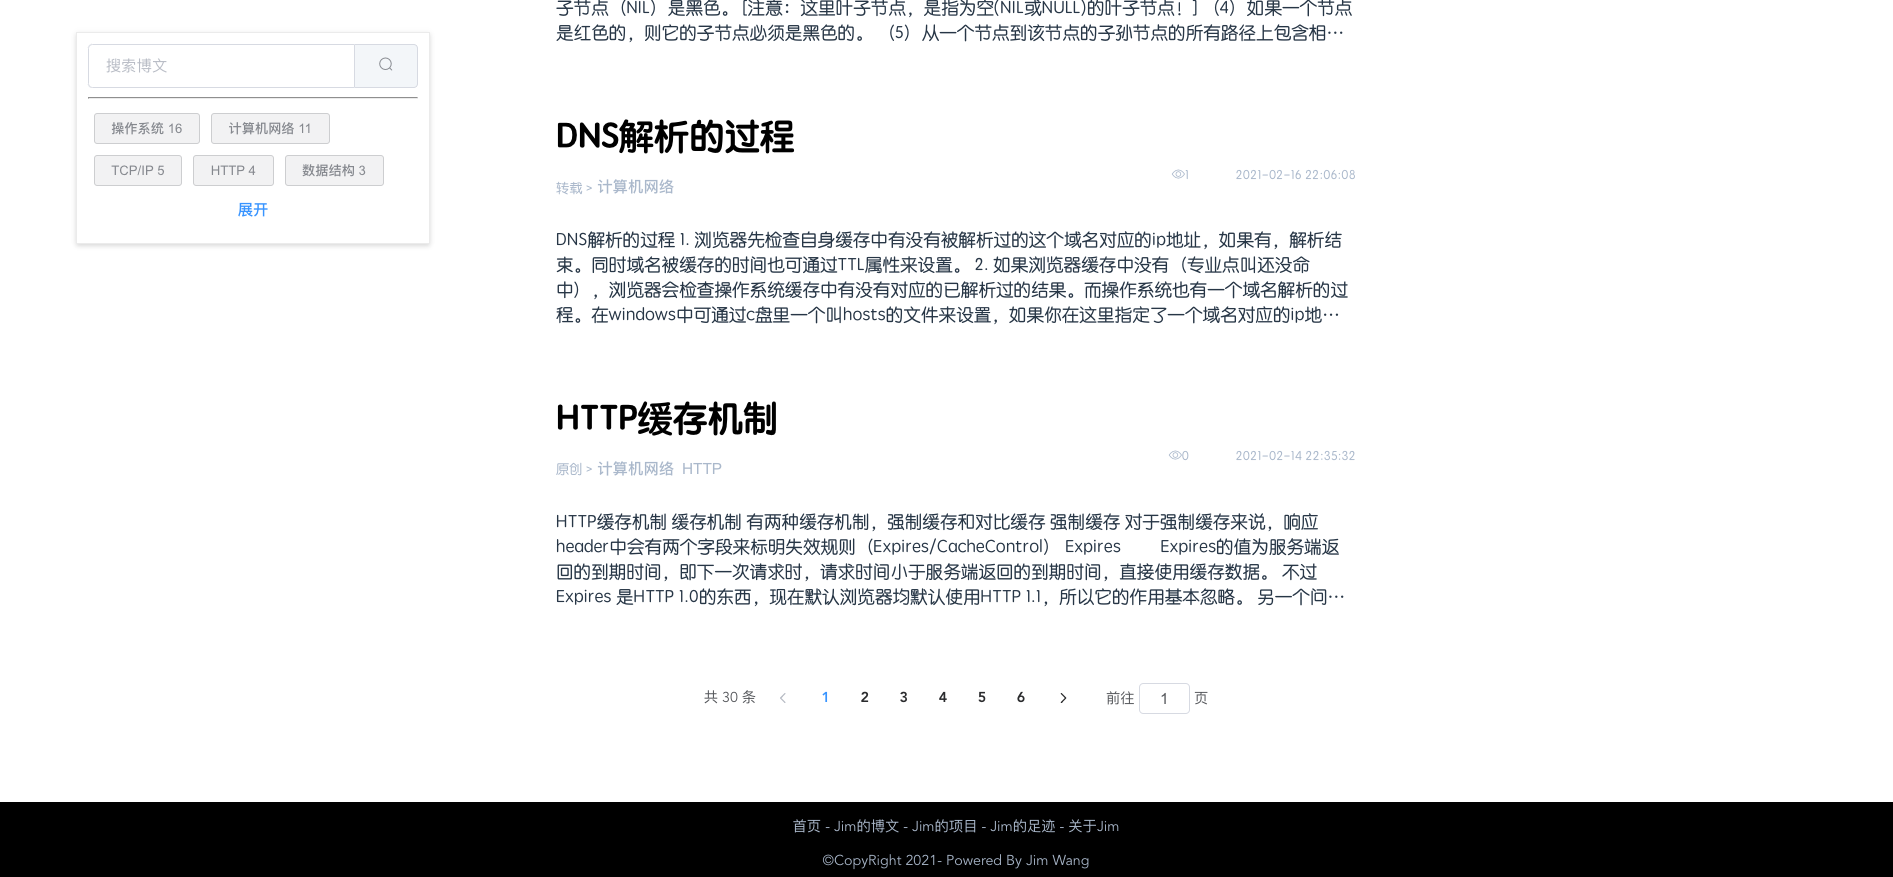 子节点（NIL）是黑色。 [注意：这里叶子节点，是指为空(NIL或NULL)的叶子节点！] （4）如果一个节点
是红色的，则它的子节点必须是黑色的。 （5）从一个节点到该节点的子孙节点的所有路径上包含相…
搜索博文
操作系统 16
计算机网络 11
TCP/IP 5
HTTP 4
数据结构 3
展开
DNS解析的过程
转载 > 计算机网络
1
2021-02-16 22:06:08
DNS解析的过程 1. 浏览器先检查自身缓存中有没有被解析过的这个域名对应的ip地址，如果有，解析结
束。同时域名被缓存的时间也可通过TTL属性来设置。 2. 如果浏览器缓存中没有（专业点叫还没命
中），浏览器会检查操作系统缓存中有没有对应的已解析过的结果。而操作系统也有一个域名解析的过
程。在windows中可通过c盘里一个叫hosts的文件来设置，如果你在这里指定了一个域名对应的ip地…
HTTP缓存机制
原创 > 计算机网络 HTTP
0
2021-02-14 22:35:32
HTTP缓存机制 缓存机制 有两种缓存机制，强制缓存和对比缓存 强制缓存 对于强制缓存来说，响应
header中会有两个字段来标明失效规则（Expires/CacheControl） Expires  Expires的值为服务端返
回的到期时间，即下一次请求时，请求时间小于服务端返回的到期时间，直接使用缓存数据。 不过
Expires 是HTTP 1.0的东西，现在默认浏览器均默认使用HTTP 1.1，所以它的作用基本忽略。 另一个问…
共 30 条 1 2 3 4 5 6 前往 1 页
首页 - Jim的博文 - Jim的项目 - Jim的足迹 - 关于Jim
©CopyRight 2021- Powered By Jim Wang